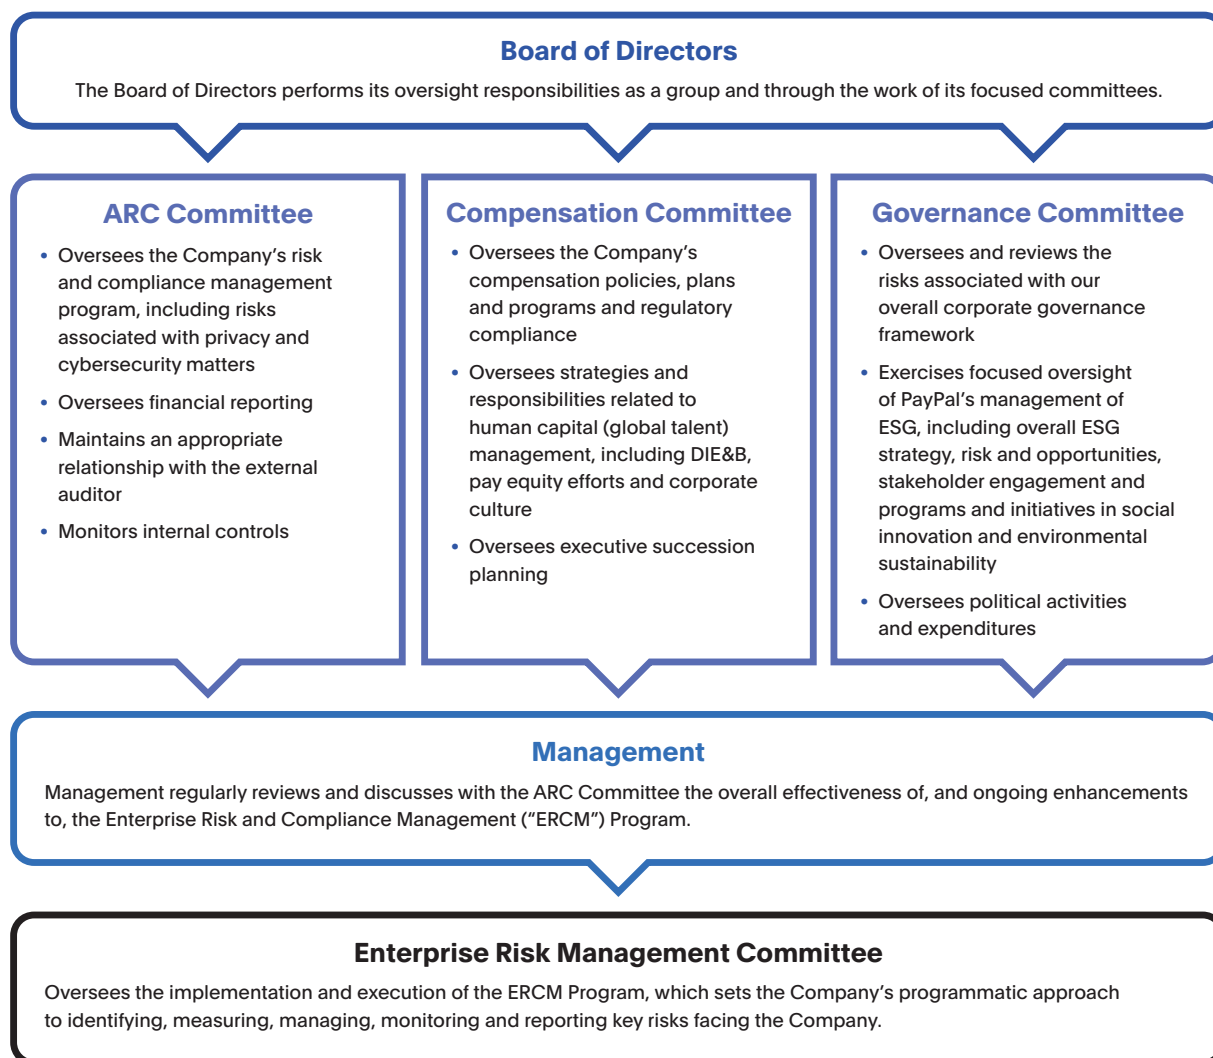 Board of Directors
The Board of Directors performs its oversight responsibilities as a group and through the work of its focused committees.
ARC Committee
• Oversees the Company’s risk
and compliance management
program, including risks
associated with privacy and
cybersecurity matters
• Oversees financial reporting
• Maintains an appropriate
relationship with the external
auditor
• Monitors internal controls
Compensation Committee
• Oversees the Company’s
compensation policies, plans
and programs and regulatory
compliance
• Oversees strategies and
responsibilities related to
human capital (global talent)
management, including DIE&B,
pay equity efforts and corporate
culture
• Oversees executive succession
planning
Governance Committee
• Oversees and reviews the
risks associated with our
overall corporate governance
framework
• Exercises focused oversight
of PayPal’s management of
ESG, including overall ESG
strategy, risk and opportunities,
stakeholder engagement and
programs and initiatives in social
innovation and environmental
sustainability
• Oversees political activities
and expenditures
Management
Management regularly reviews and discusses with the ARC Committee the overall effectiveness of, and ongoing enhancements
to, the Enterprise Risk and Compliance Management (“ERCM”) Program.
Enterprise Risk Management Committee
Oversees the implementation and execution of the ERCM Program, which sets the Company’s programmatic approach
to identifying, measuring, managing, monitoring and reporting key risks facing the Company.